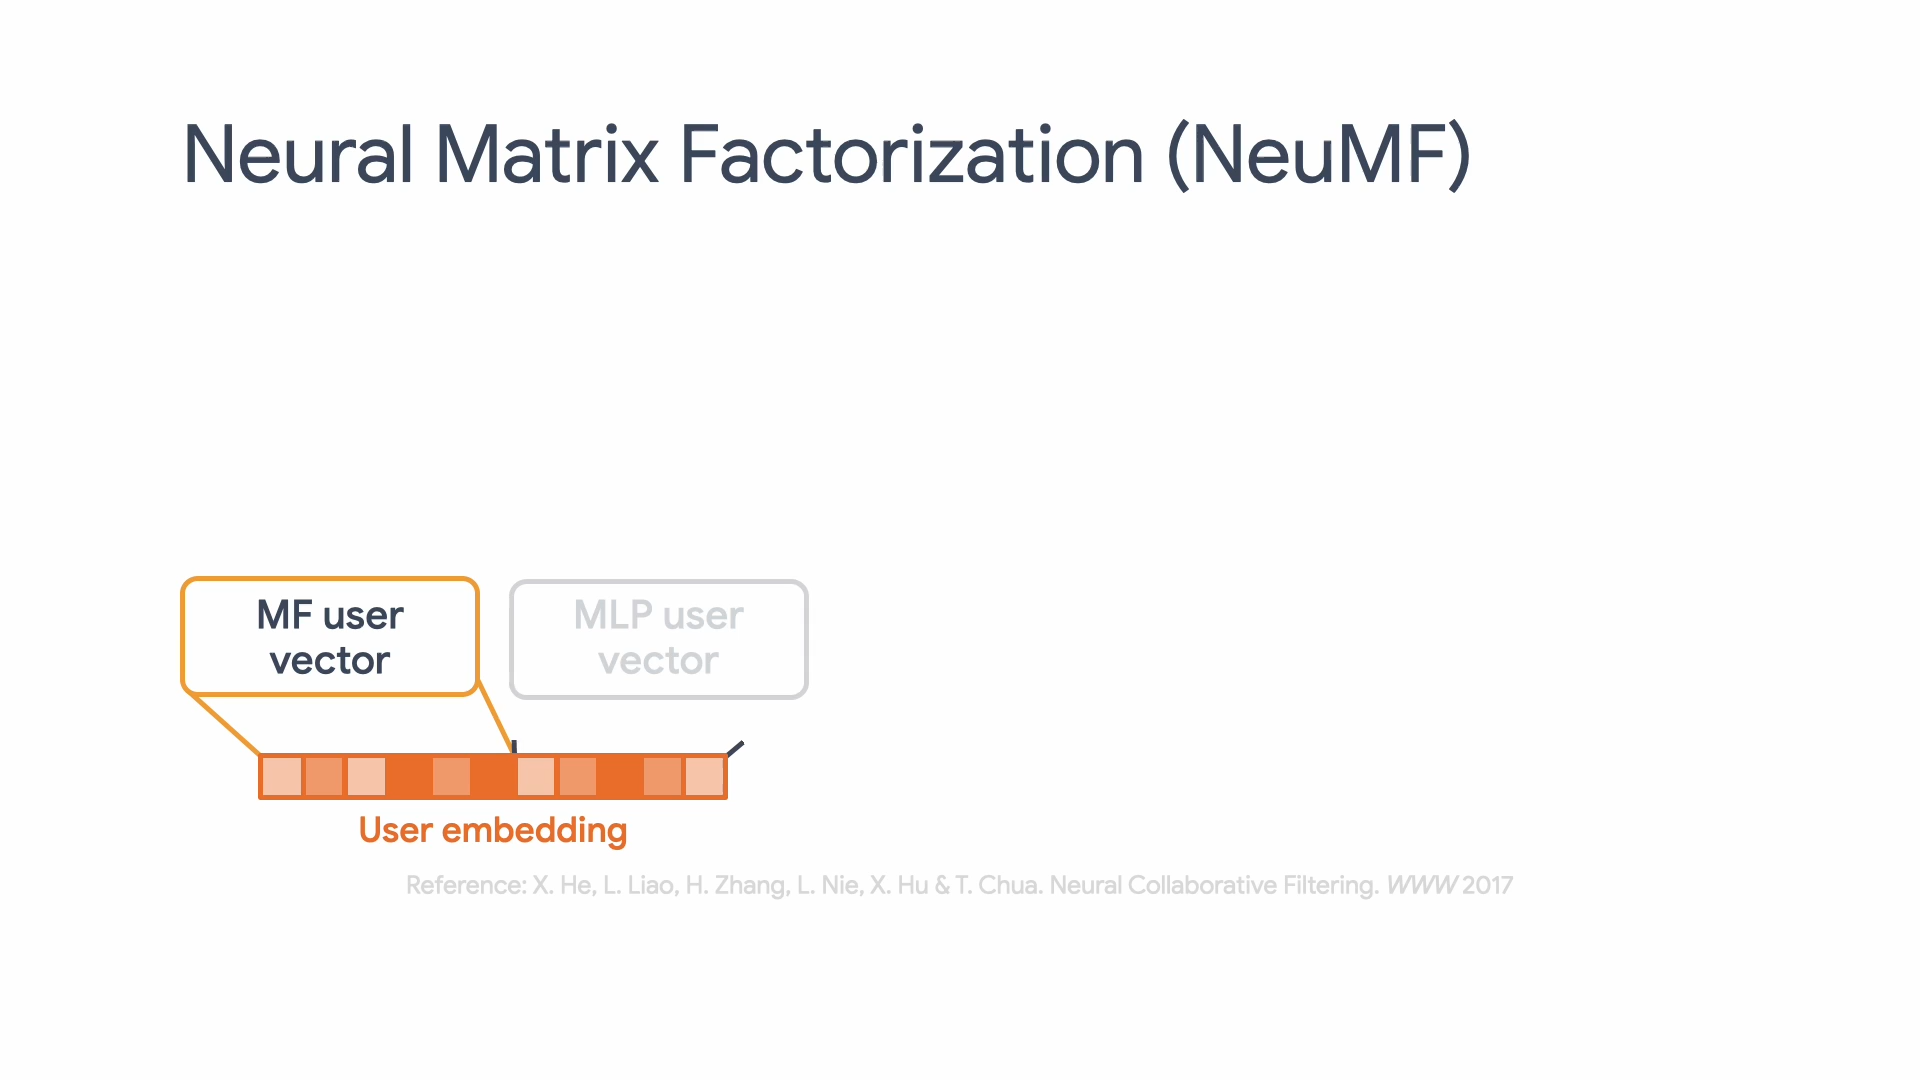 Neural Matrix Factorization (NeuMF)
MF user
vector
MLP user
vector
User embedding
Reference: X. He, L. Liao, H. Zhang, L. Nie, X. Hu & T. Chua. Neural Collaborative Filtering. WWW 2017